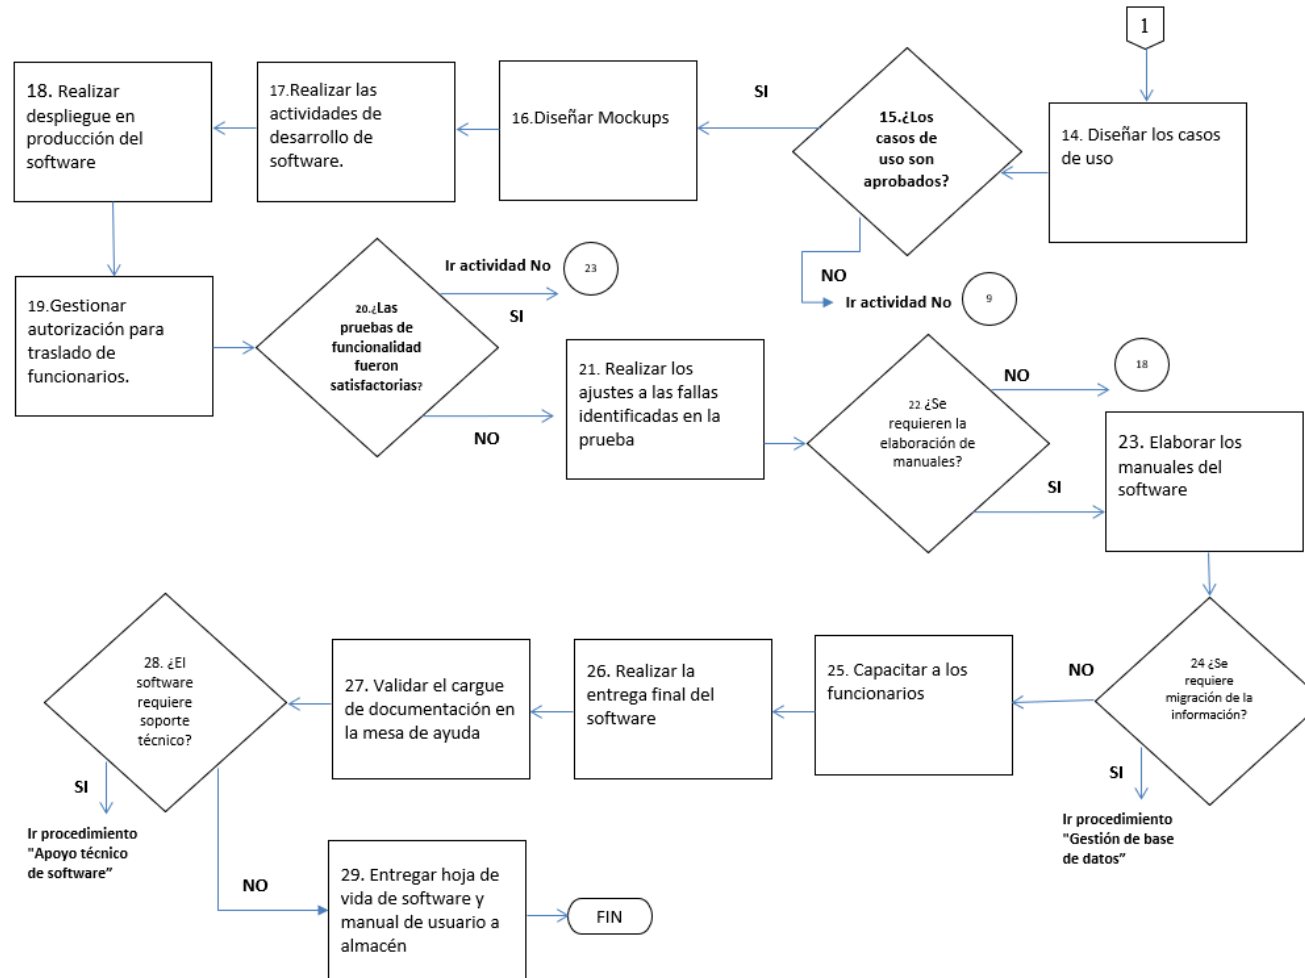 1
14. Diseñar los casos
de uso
15.¿Los
casos de
uso son
aprobados?
SI
NO
Ir actividad No
9
16.Diseñar Mockups
17.Realizar las
actividades de
desarrollo de
software.
18. Realizar
despliegue en
producción del
software
19.Gestionar
autorización para
traslado de
funcionarios.
20.¿Las
pruebas de
funcionalidad
fueron
satisfactorias?
Ir actividad No
23
SI
NO
21. Realizar los
ajustes a las fallas
identificadas en la
prueba
22.¿Se
requieren la
elaboración de
manuales?
NO
18
SI
23. Elaborar los
manuales del
software
24 ¿Se
requiere
migración de la
información?
NO
SI
Ir procedimiento
"Gestión de base
de datos”
25. Capacitar a los
funcionarios
26. Realizar la
entrega final del
software
27. Validar el cargue
de documentación en
la mesa de ayuda
28. ¿El
software
requiere
soporte
técnico?
SI
Ir procedimiento
"Apoyo técnico
de software”
NO
29. Entregar hoja de
vida de software y
manual de usuario a
almacén
FIN